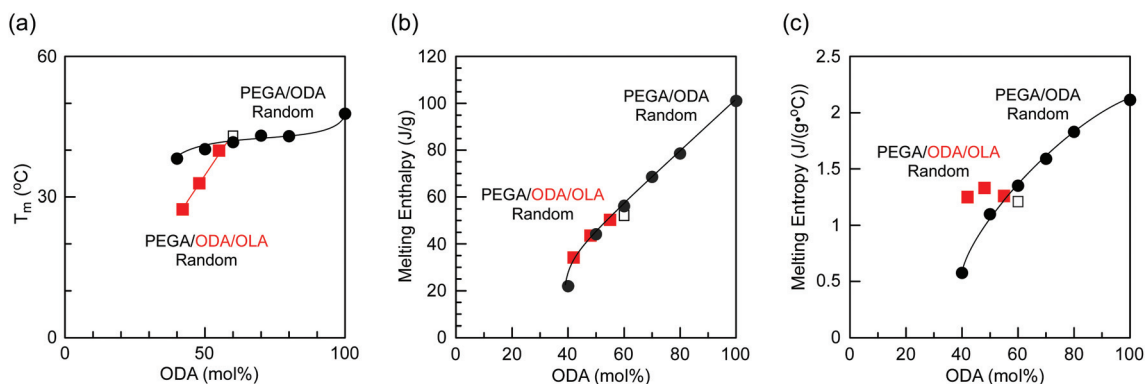 (a)
60
30
0
0
50
100
Tm (ºC)
ODA (mol%)
PEGA/ODA
Random
PEGA/ODA/OLA
Random
(b)
120
100
80
60
40
20
0
0
20
40
60
80
100
Melting Enthalpy (J/g)
ODA (mol%)
PEGA/ODA
Random
PEGA/ODA/OLA
Random
(c)
2.5
2
1.5
1
0.5
0
0
20
40
60
80
100
Melting Entropy (J/(g•ºC))
ODA (mol%)
PEGA/ODA
Random
PEGA/ODA/OLA
Random